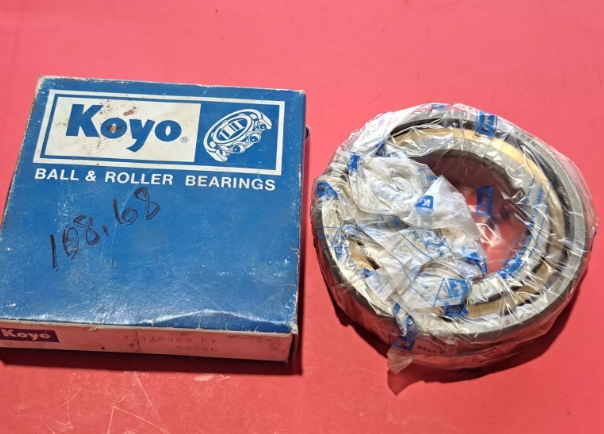 Koyo®
BALL & ROLLER BEARINGS
108,68
Koyo